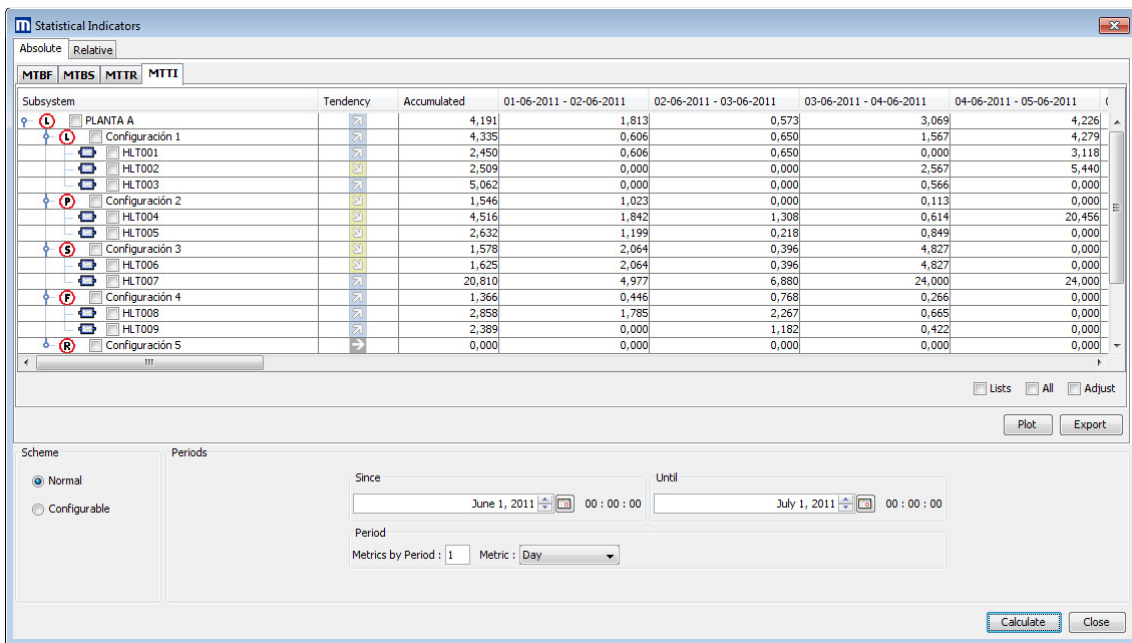 Statistical Indicators
Absolute Relative
MTBF MTBS MTTR MTTI
Subsystem Tendency Accumulated 01-06-2011 - 02-06-2011 02-06-2011 - 03-06-2011 03-06-2011 - 04-06-2011 04-06-2011 - 05-06-2011
L PLANTA A 4,191 1,813 0,573 3,069 4,226
L Configuración 1 4,335 0,606 0,650 1,567 4,279
HLT001 2,450 0,606 0,650 0,000 3,118
HLT002 2,509 0,000 0,000 2,567 5,440
HLT003 5,062 0,000 0,000 0,566 0,000
P Configuración 2 1,546 1,023 0,000 0,113 0,000
HLT004 4,516 1,842 1,308 0,614 20,456
HLT005 2,632 1,199 0,218 0,849 0,000
S Configuración 3 1,578 2,064 0,396 4,827 0,000
HLT006 1,625 2,064 0,396 4,827 0,000
HLT007 20,810 4,977 6,880 24,000 24,000
F Configuración 4 1,366 0,446 0,768 0,266 0,000
HLT008 2,858 1,785 2,267 0,665 0,000
HLT009 2,389 0,000 1,182 0,422 0,000
R Configuración 5 0,000 0,000 0,000 0,000 0,000
Lists All Adjust
Plot Export
Scheme Periods
Normal Since Until
June 1, 2011 00 : 00 : 00 July 1, 2011 00 : 00 : 00
Configurable
Period
Metrics by Period : 1 Metric : Day
Calculate Close